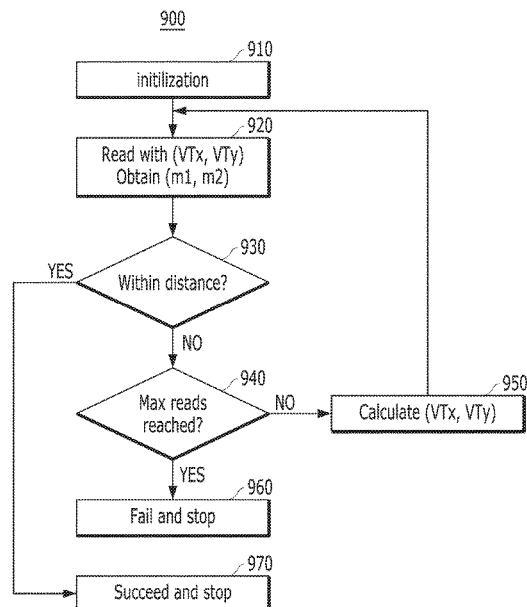 900
910
initilization
920
Read with (VTx, VTy)
Obtain (m1, m2)
930
YES
Within distance?
NO
940
950
Max reads
reached?
NO
Calculate (VTx, VTy)
YES
960
Fail and stop
970
Succeed and stop